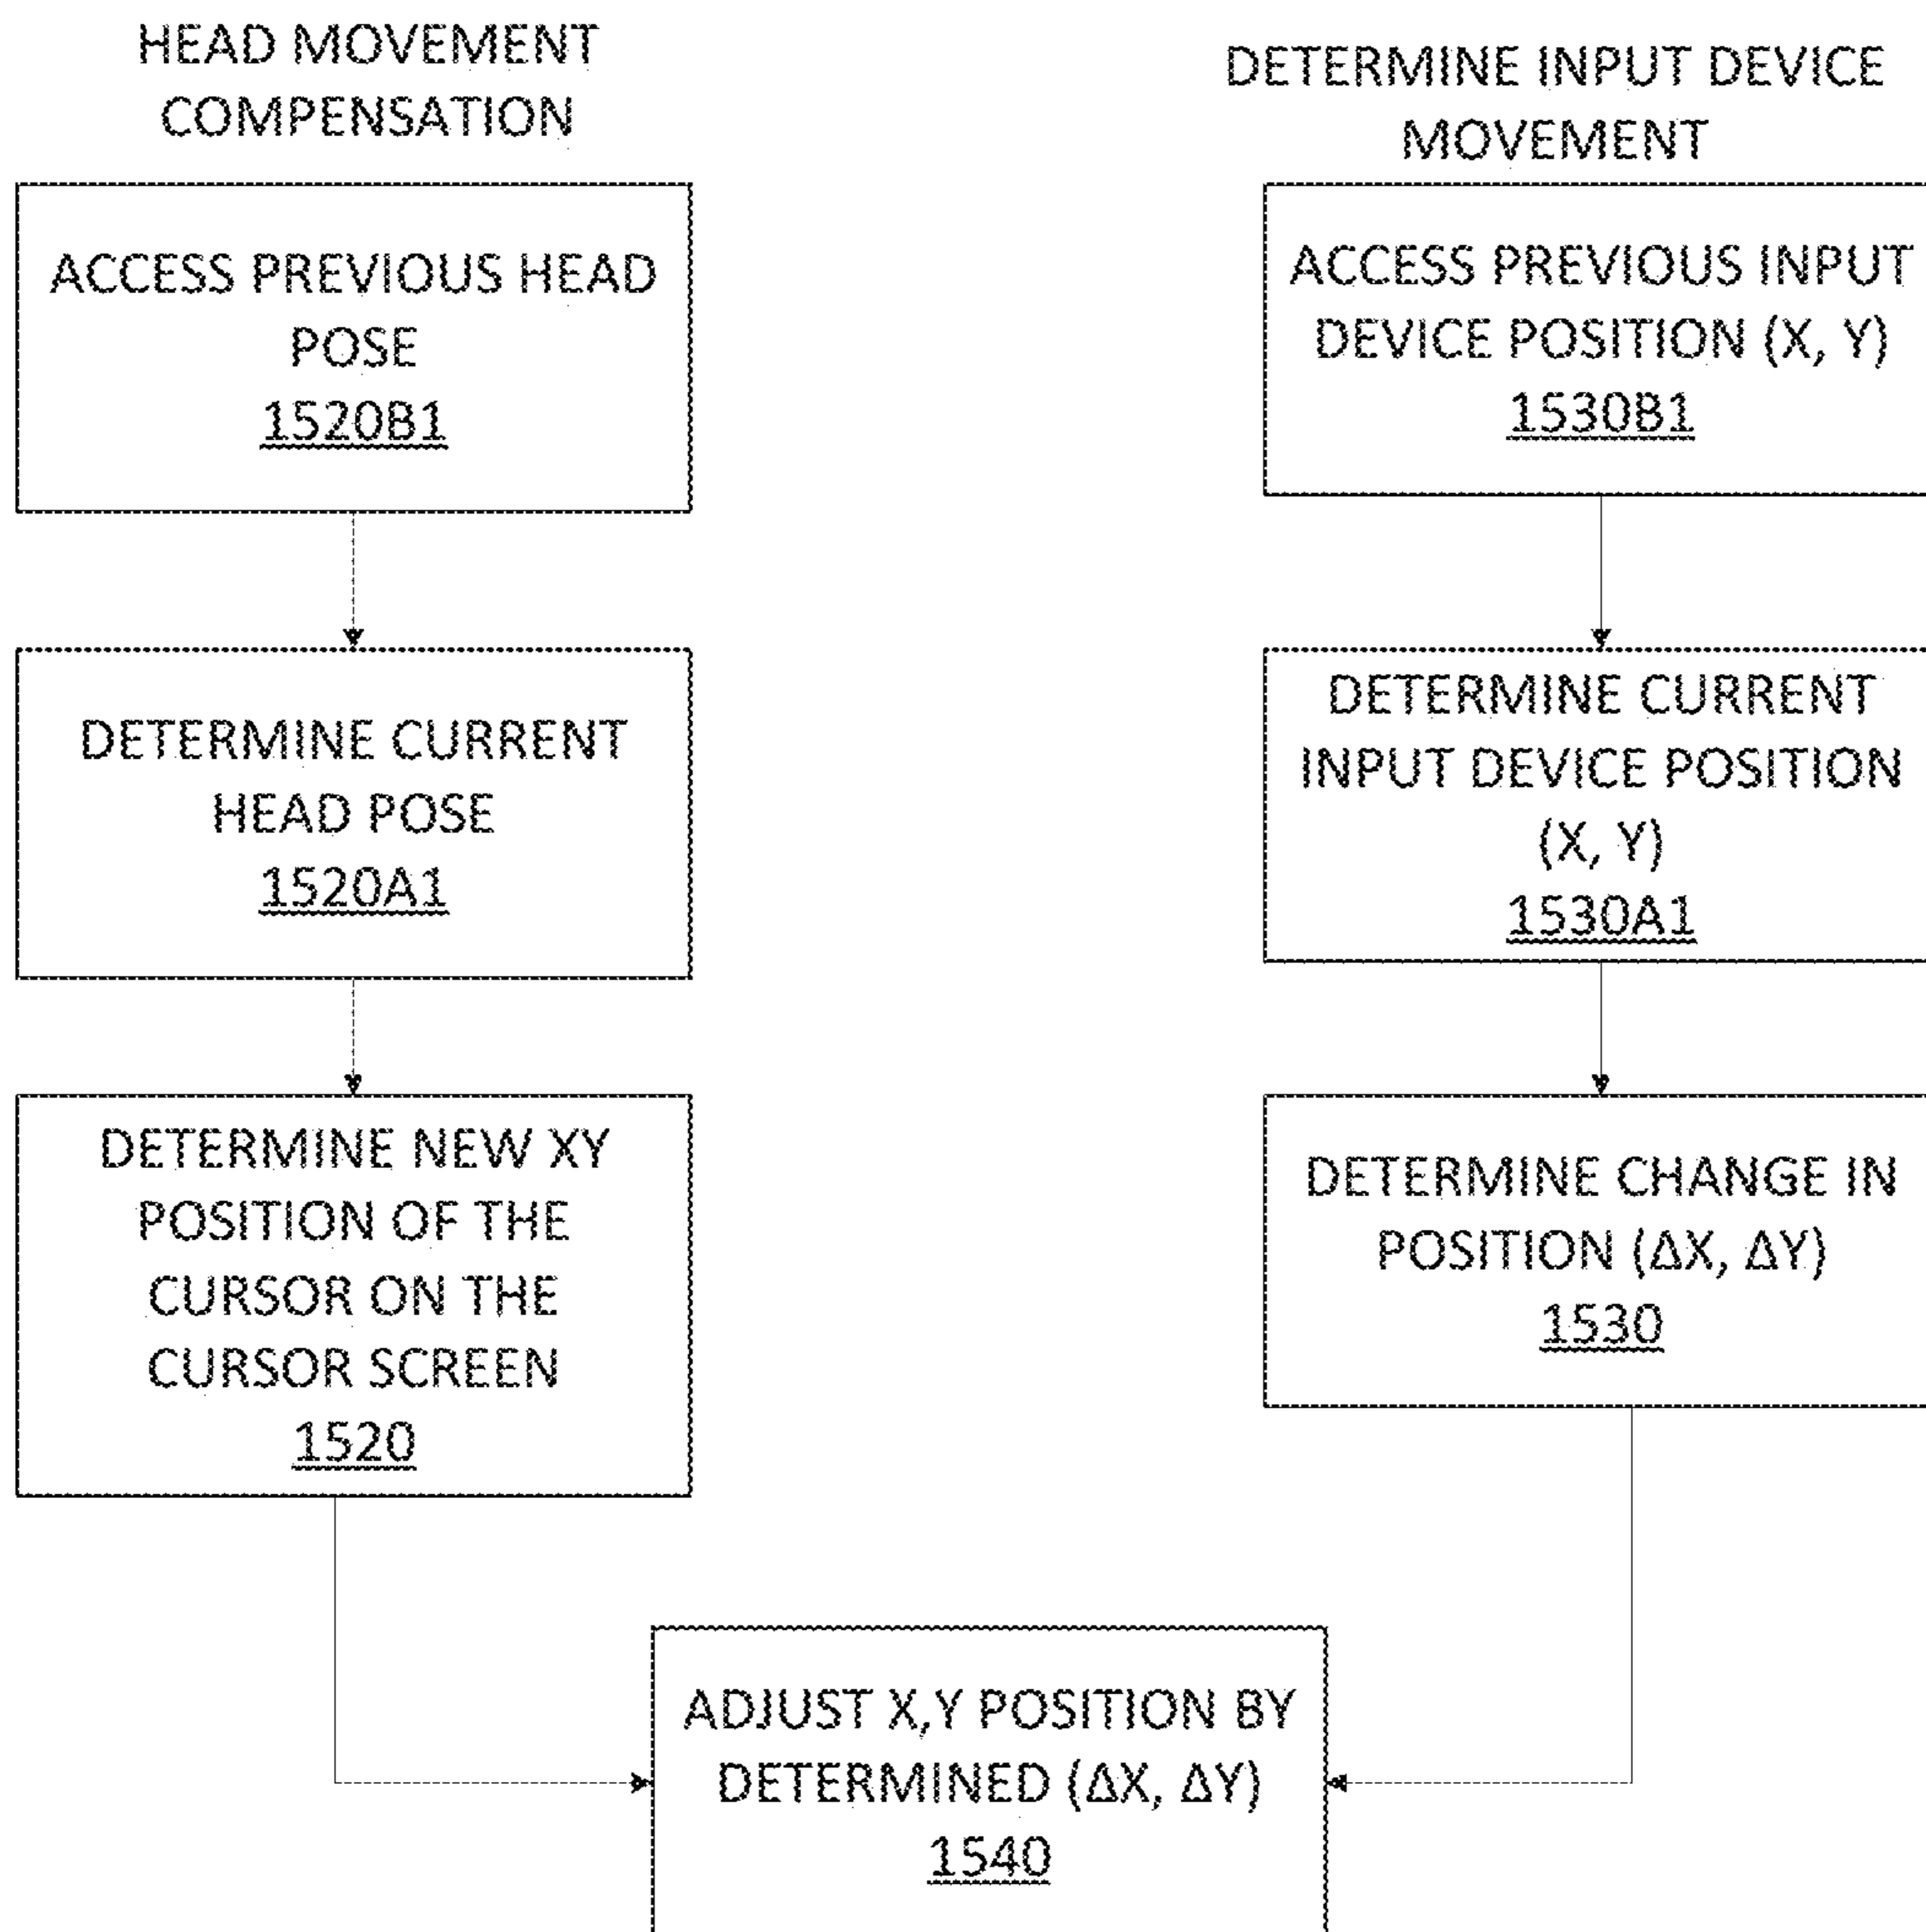 HEAD MOVEMENT
COMPENSATION
ACCESS PREVIOUS HEAD
POSE
1520B1
DETERMINE CURRENT
HEAD POSE
1520A1
DETERMINE NEW XY
POSITION OF THE
CURSOR ON THE
CURSOR SCREEN
1520
DETERMINE INPUT DEVICE
MOVEMENT
ACCESS PREVIOUS INPUT
DEVICE POSITION (X, Y)
1530B1
DETERMINE CURRENT
INPUT DEVICE POSITION
(X, Y)
1530A1
DETERMINE CHANGE IN
POSITION (ΔX, ΔY)
1530
ADJUST X,Y POSITION BY
DETERMINED (ΔX, ΔY)
1540